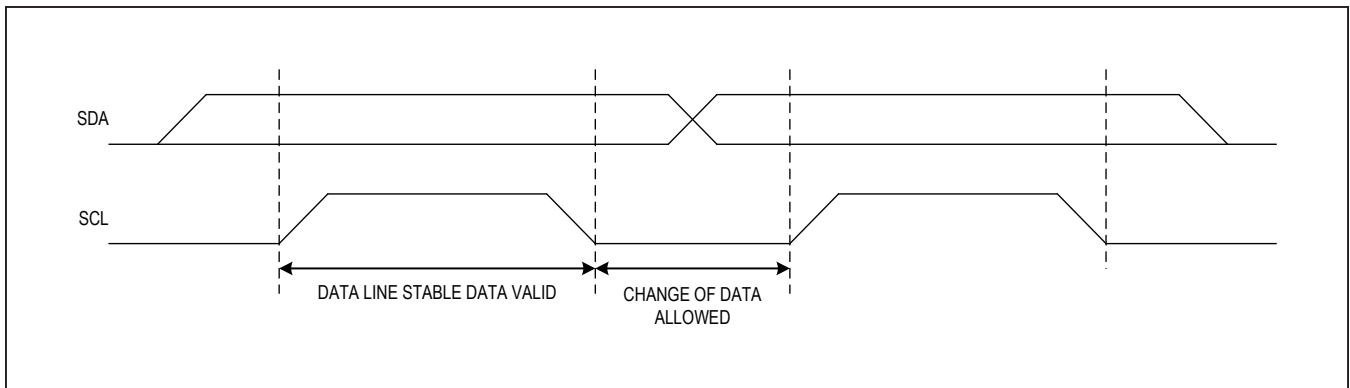 SDA
SCL
DATA LINE STABLE DATA VALID
CHANGE OF DATA
ALLOWED